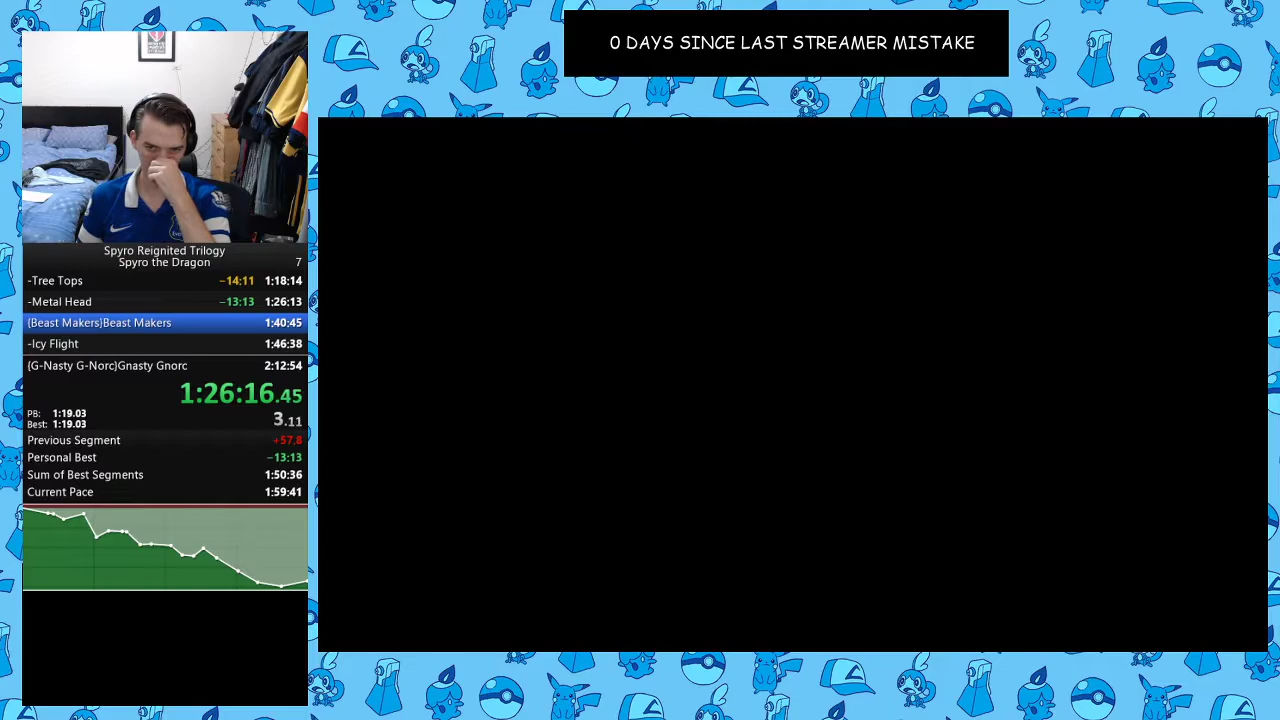 0 DAYS SINCE LAST STREAMER MISTAKE
Spyro Reignited Trilogy
Spyro the Dragon 7
-Tree Tops −14:11 1:18:14
-Metal Head −13:13 1:26:13
{Beast Makers}Beast Makers 1:40:45
-Icy Flight 1:46:38
{G-Nasty G-Norc}Gnasty Gnorc 2:12:54
1:26:16.45
PB: 1:19.03
Best: 1:19.03
3.11
Previous Segment +57.8
Personal Best −13:13
Sum of Best Segments 1:50:36
Current Pace 1:59:41